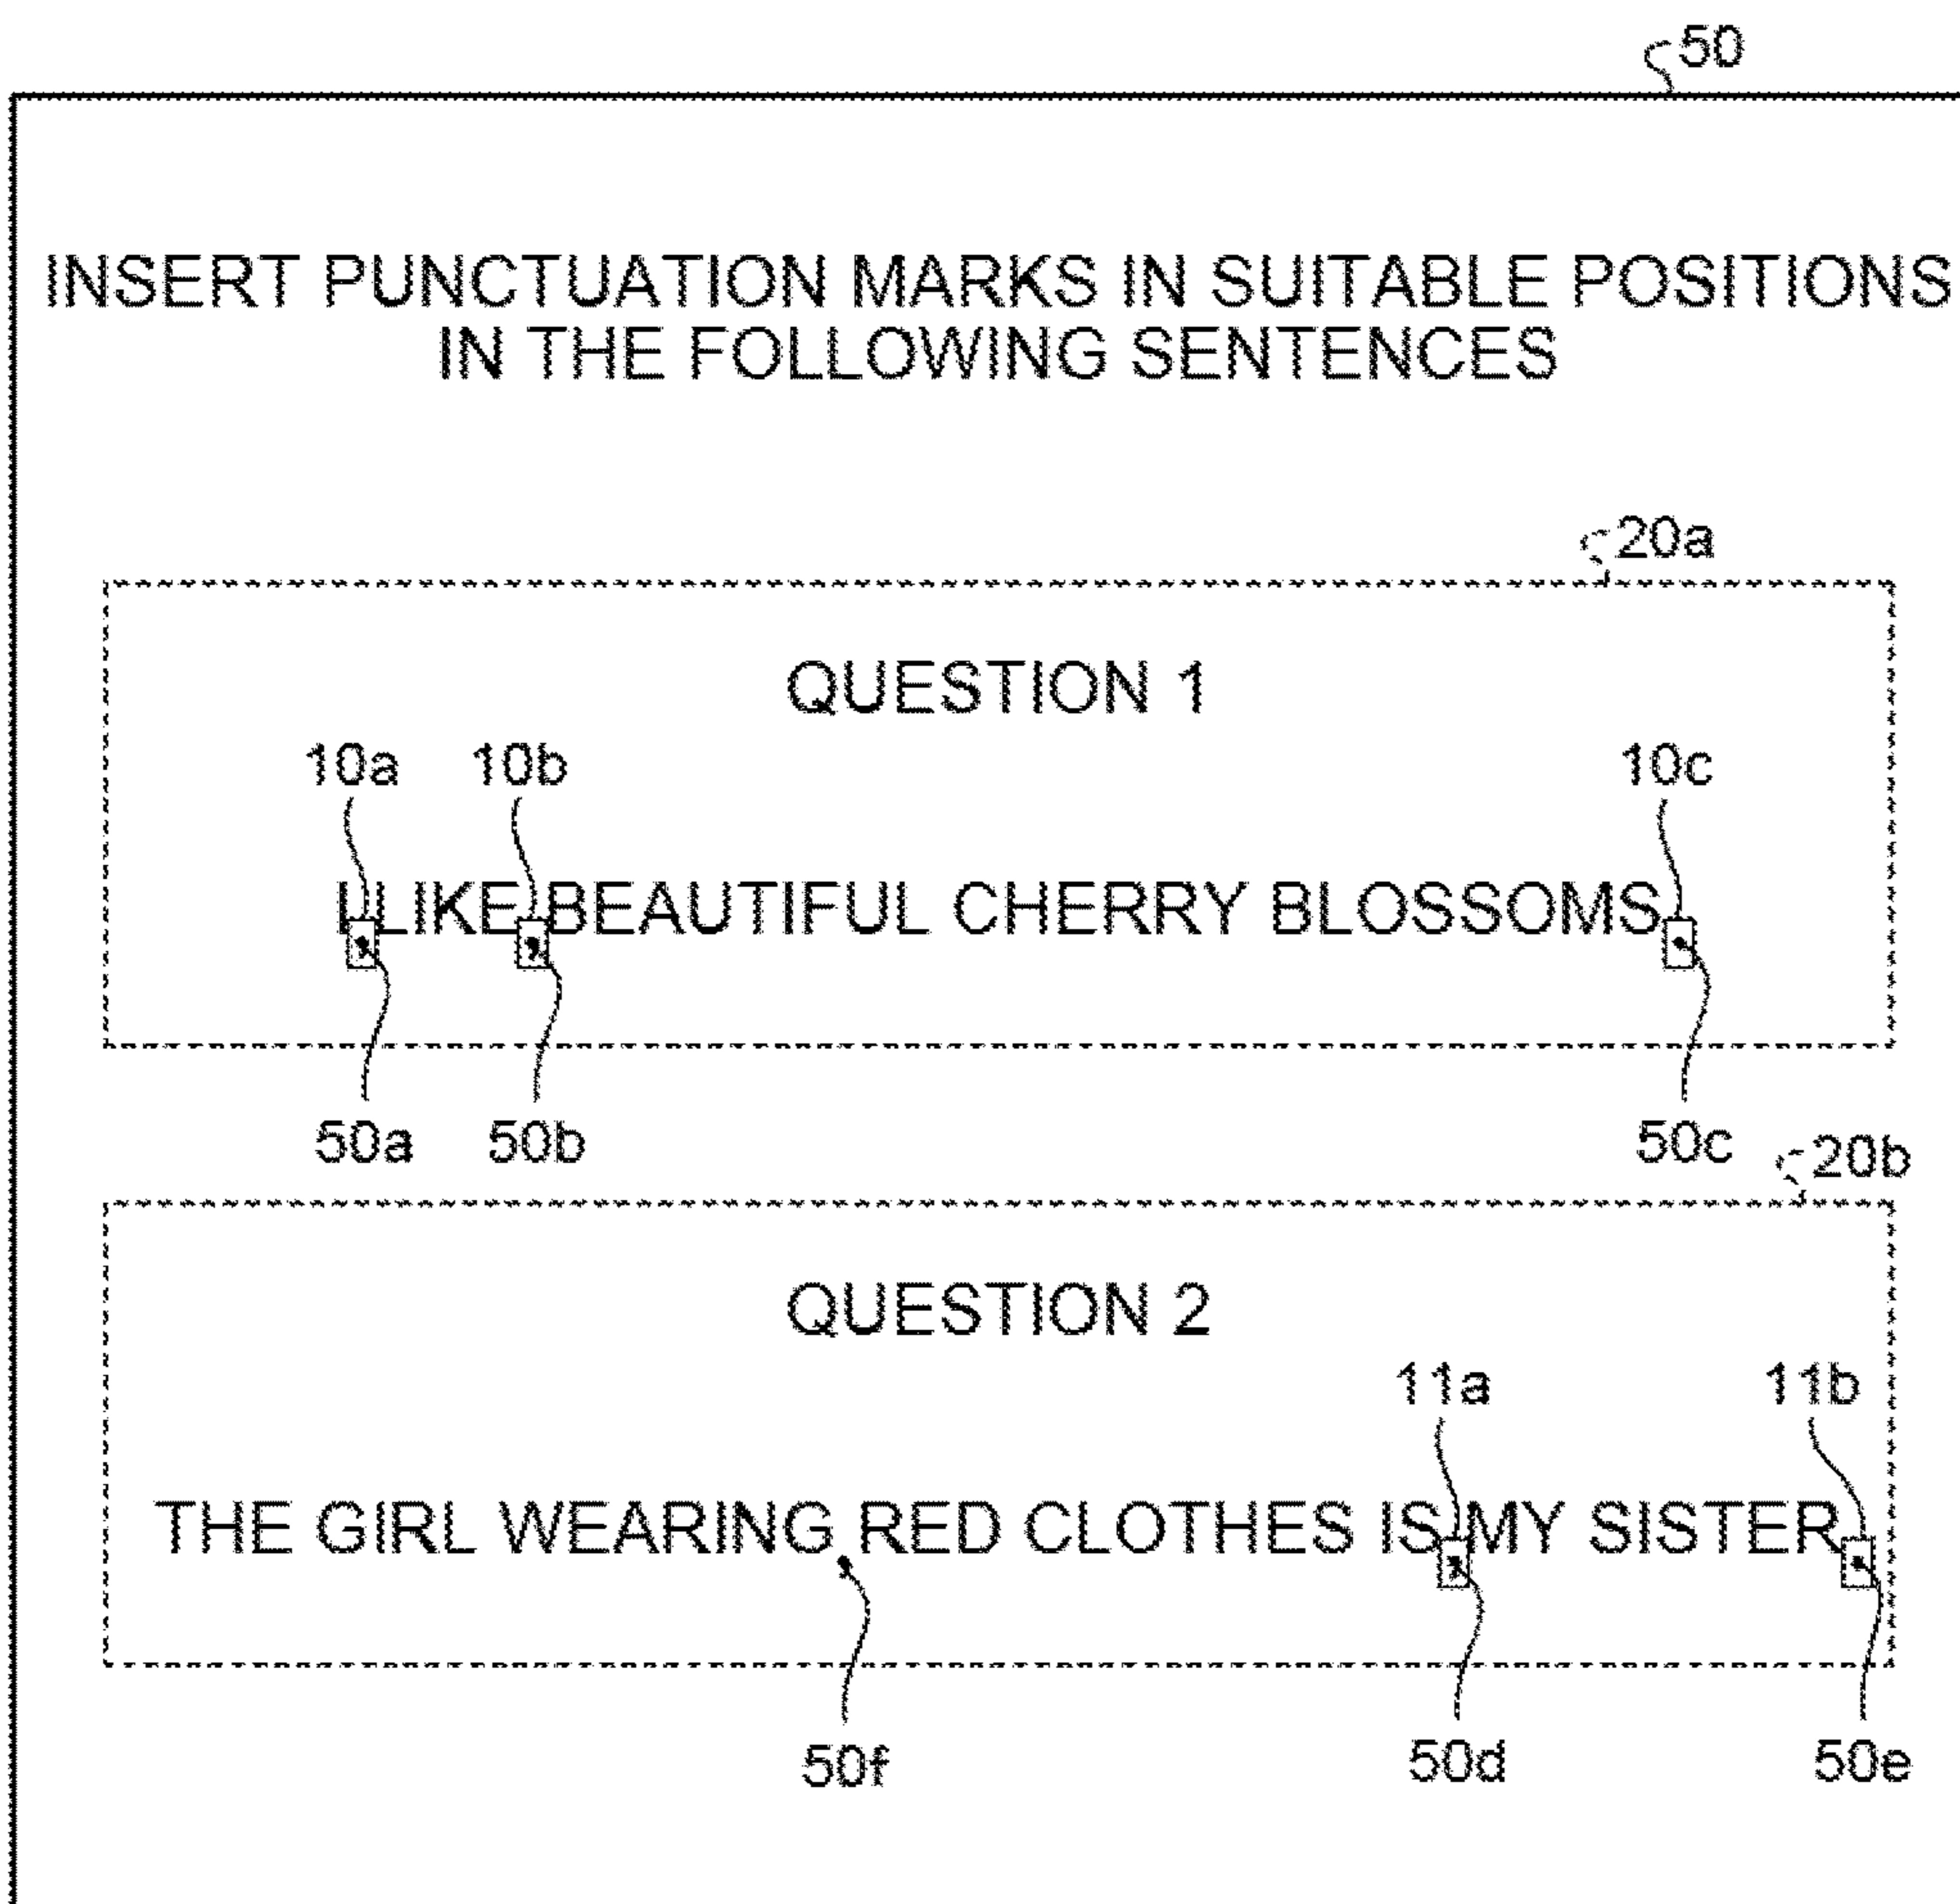 50
INSERT PUNCTUATION MARKS IN SUITABLE POSITIONS
IN THE FOLLOWING SENTENCES
20a
QUESTION 1
10a 10b 10c
I LIKE BEAUTIFUL CHERRY BLOSSOMS
50a 50b 50c
20b
QUESTION 2
11a 11b
THE GIRL WEARING, RED CLOTHES IS MY SISTER
50f 50d 50e